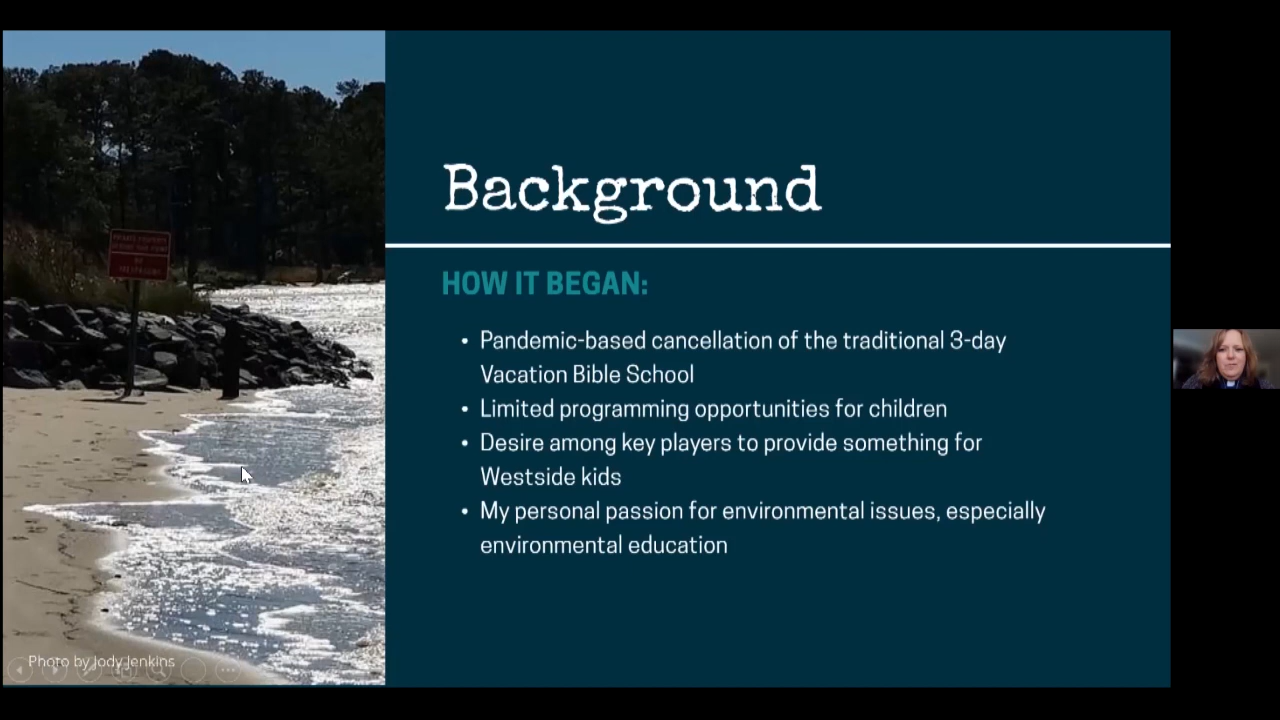 Background
HOW IT BEGAN:
• Pandemic-based cancellation of the traditional 3-day
Vacation Bible School
• Limited programming opportunities for children
• Desire among key players to provide something for
Westside kids
• My personal passion for environmental issues, especially
environmental education
Photo by Jody Jenkins